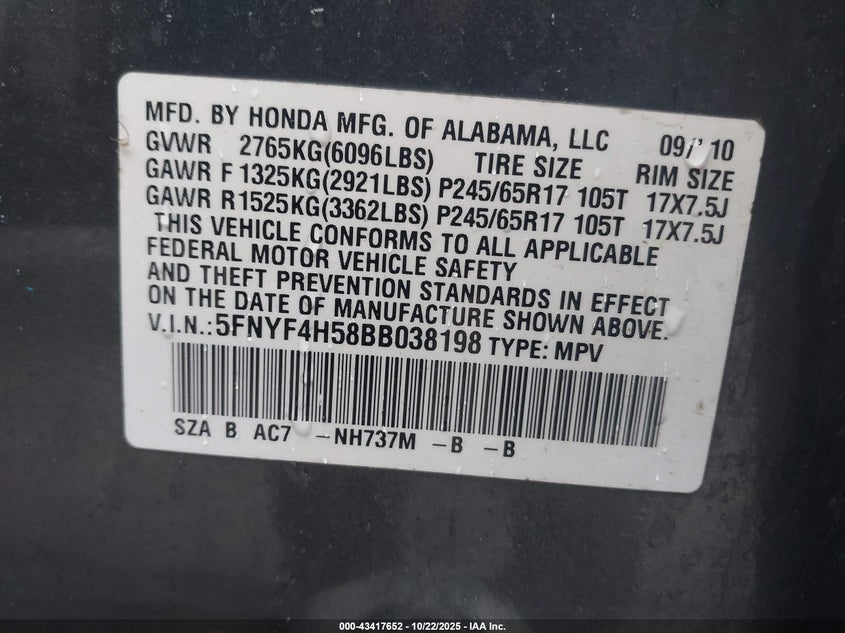 MFD. BY HONDA MFG. OF ALABAMA, LLC 09/'10
GVWR 2765KG(6096LBS) TIRE SIZE RIM SIZE
GAWR F 1325KG(2921LBS) P245/65R17 105T 17X7.5J
GAWR R 1525KG(3362LBS) P245/65R17 105T 17X7.5J
THIS VEHICLE CONFORMS TO ALL APPLICABLE
FEDERAL MOTOR VEHICLE SAFETY
AND THEFT PREVENTION STANDARDS IN EFFECT
ON THE DATE OF MANUFACTURE SHOWN ABOVE.
V.I.N.:5FNYF4H58BB038198 TYPE: MPV
SZA B AC7 -NH737M -B -B
000-43417652 - 10/22/2025 - IAA Inc.